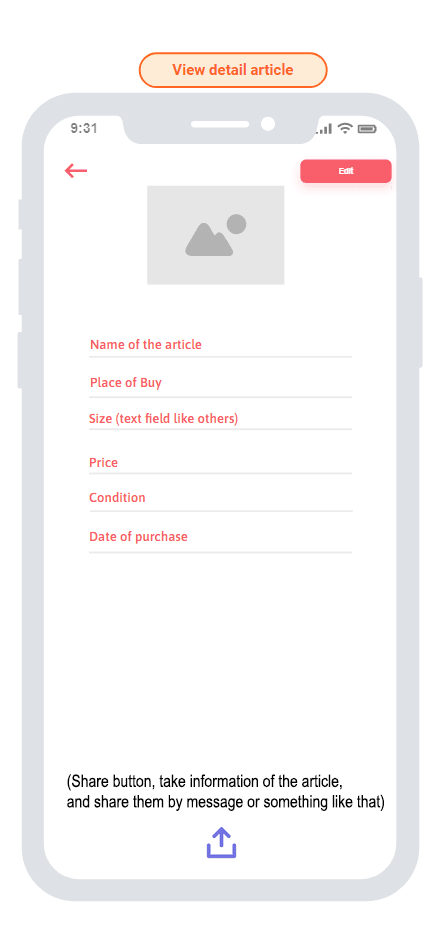 View detail article
9:31
Edit
Name of the article
Place of Buy
Size (text field like others)
Price
Condition
Date of purchase
(Share button, take information of the article,
and share them by message or something like that)